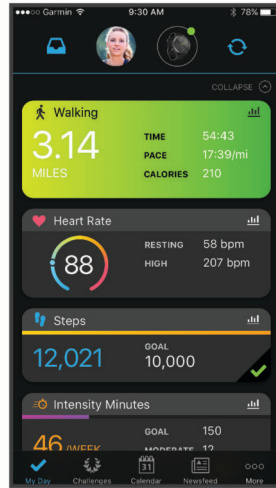 Garmin 9:30 AM 78%
COLLAPSE
Walking
3.14
MILES
TIME 54:43
PACE 17:39/mi
CALORIES 210
Heart Rate
88
RESTING 58 bpm
HIGH 207 bpm
Steps
12,021
GOAL
10,000
Intensity Minutes
46 /WEEK
GOAL 150
MODERATE 12
31
My Day Challenges Calendar Newsfeed More